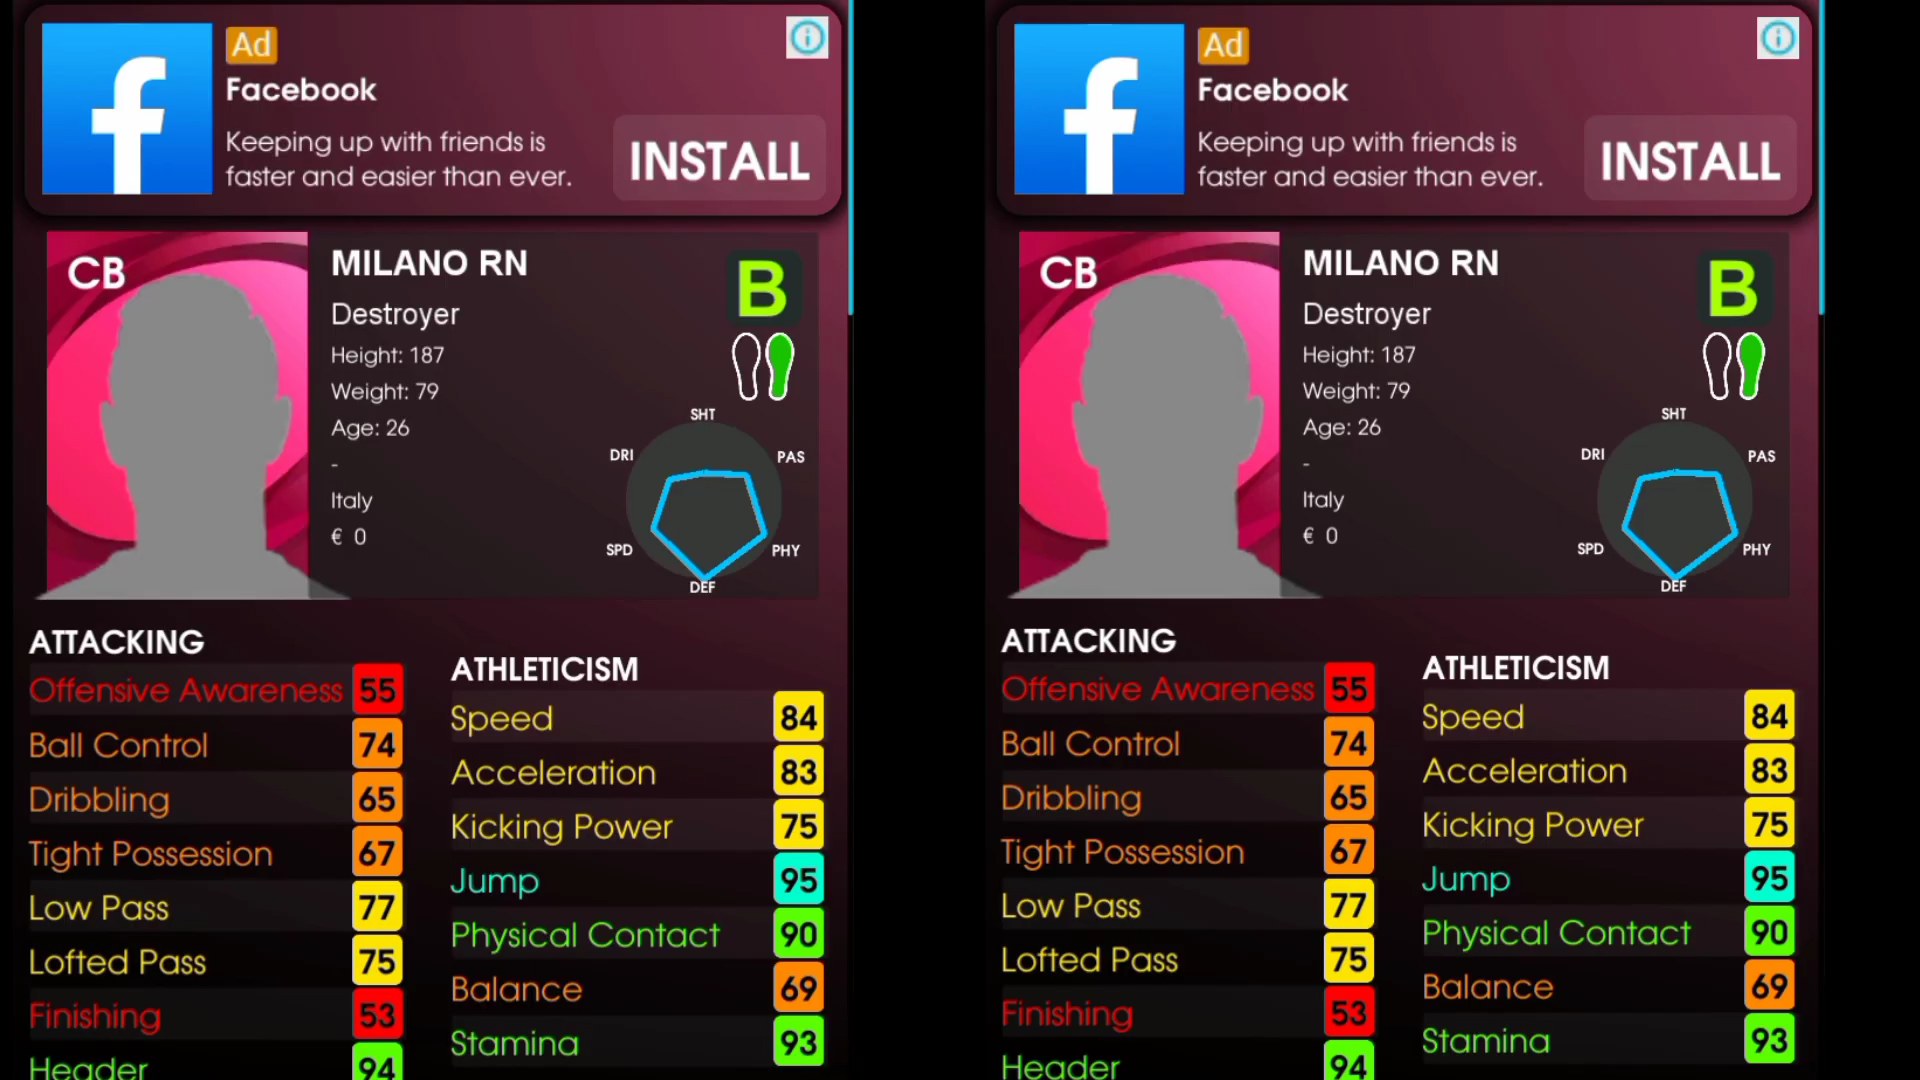 Ad
Facebook
Keeping up with friends is
faster and easier than ever.
INSTALL
CB
MILANO RN
B
Destroyer
Height: 187
Weight: 79
Age: 26
-
Italy
€ 0
SHT
DRI
PAS
SPD
PHY
DEF
ATTACKING
Offensive Awareness 55
Ball Control 74
Dribbling 65
Tight Possession 67
Low Pass 77
Lofted Pass 75
Finishing 53
Header 94
ATHLETICISM
Speed 84
Acceleration 83
Kicking Power 75
Jump 95
Physical Contact 90
Balance 69
Stamina 93
Ad
Facebook
Keeping up with friends is
faster and easier than ever.
INSTALL
CB
MILANO RN
B
Destroyer
Height: 187
Weight: 79
Age: 26
-
Italy
€ 0
SHT
DRI
PAS
SPD
PHY
DEF
ATTACKING
Offensive Awareness 55
Ball Control 74
Dribbling 65
Tight Possession 67
Low Pass 77
Lofted Pass 75
Finishing 53
Header 94
ATHLETICISM
Speed 84
Acceleration 83
Kicking Power 75
Jump 95
Physical Contact 90
Balance 69
Stamina 93